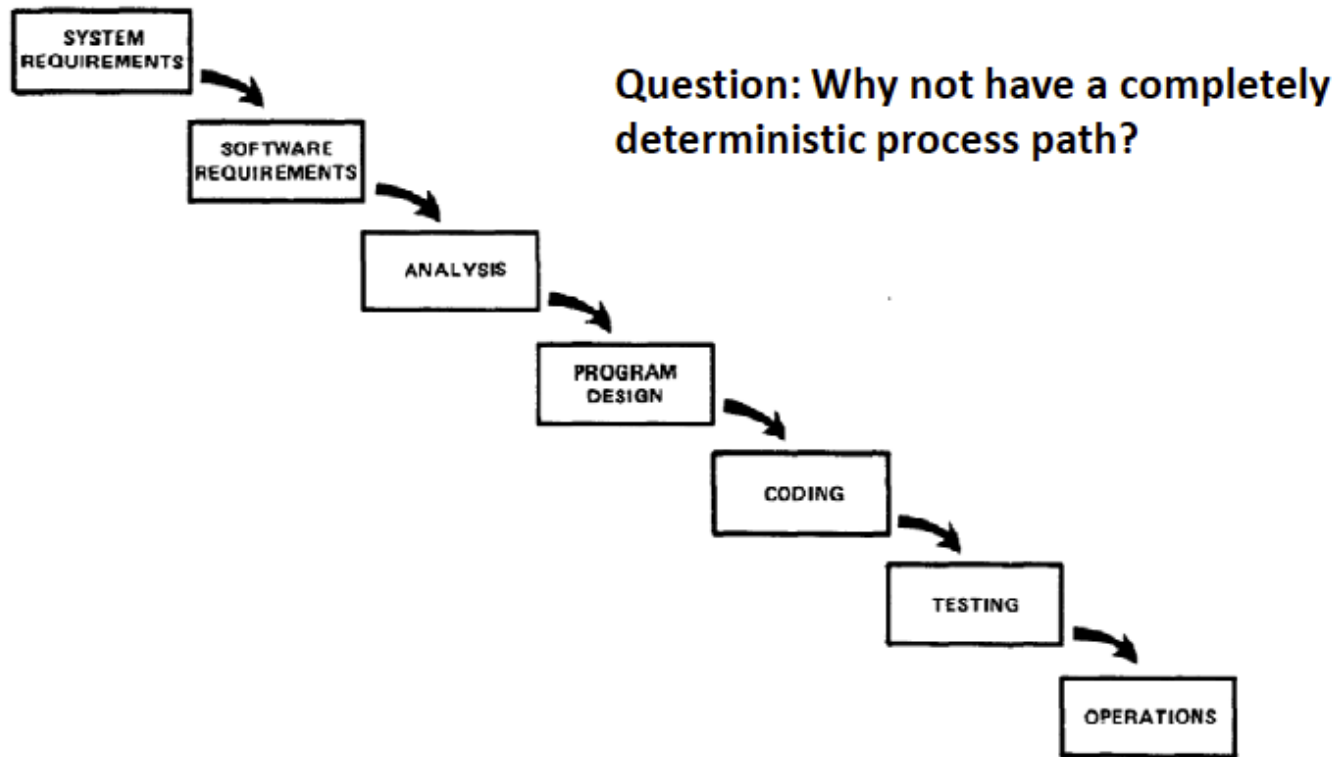 SYSTEM
REQUIREMENTS
Question: Why not have a completely
deterministic process path?
SOFTWARE
REQUIREMENTS
ANALYSIS
PROGRAM
DESIGN
CODING
TESTING
OPERATIONS